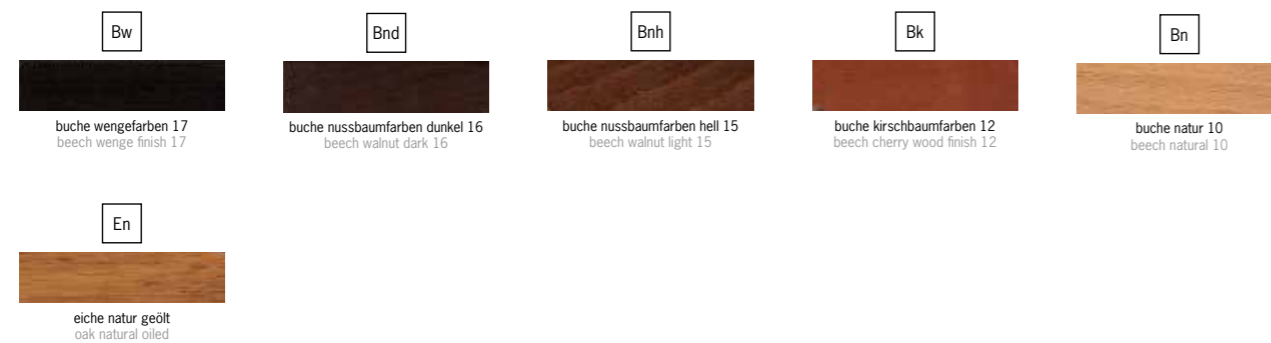 Bw
buche wengefarben 17
beech wenge finish 17
Bnd
buche nussbaumfarben dunkel 16
beech walnut dark 16
Bnh
buche nussbaumfarben hell 15
beech walnut light 15
Bk
buche kirschbaumfarben 12
beech cherry wood finish 12
Bn
buche natur 10
beech natural 10
En
eiche natur geölt
oak natural oiled